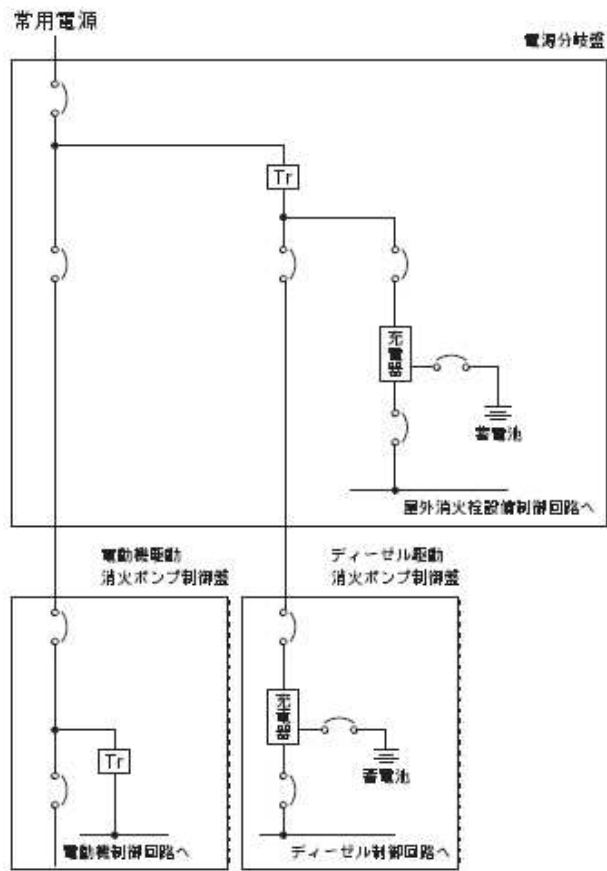 常用電源
電源分岐盤
Tr
充電器
蓄電池
屋外消火栓設備制御回路へ
電動機駆動
消火ポンプ制御盤
ディーゼル駆動
消火ポンプ制御盤
Tr
電動機制御回路へ
充電器
蓄電池
ディーゼル制御回路へ